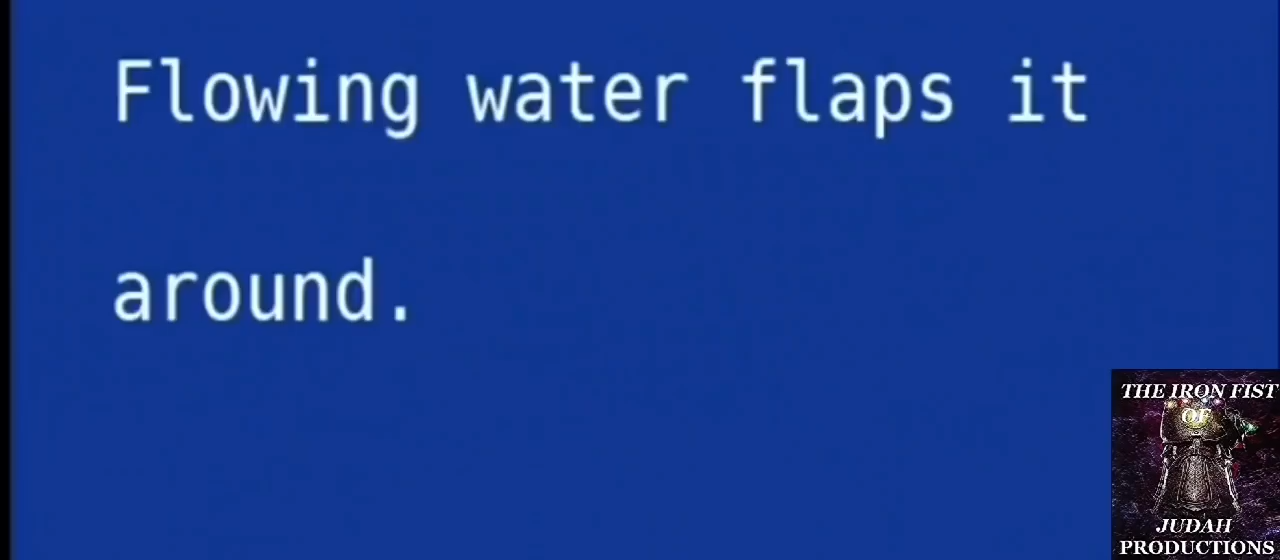 Flowing water flaps it
around.
THE IRON FIST
OF
JUDAH
PRODUCTIONS